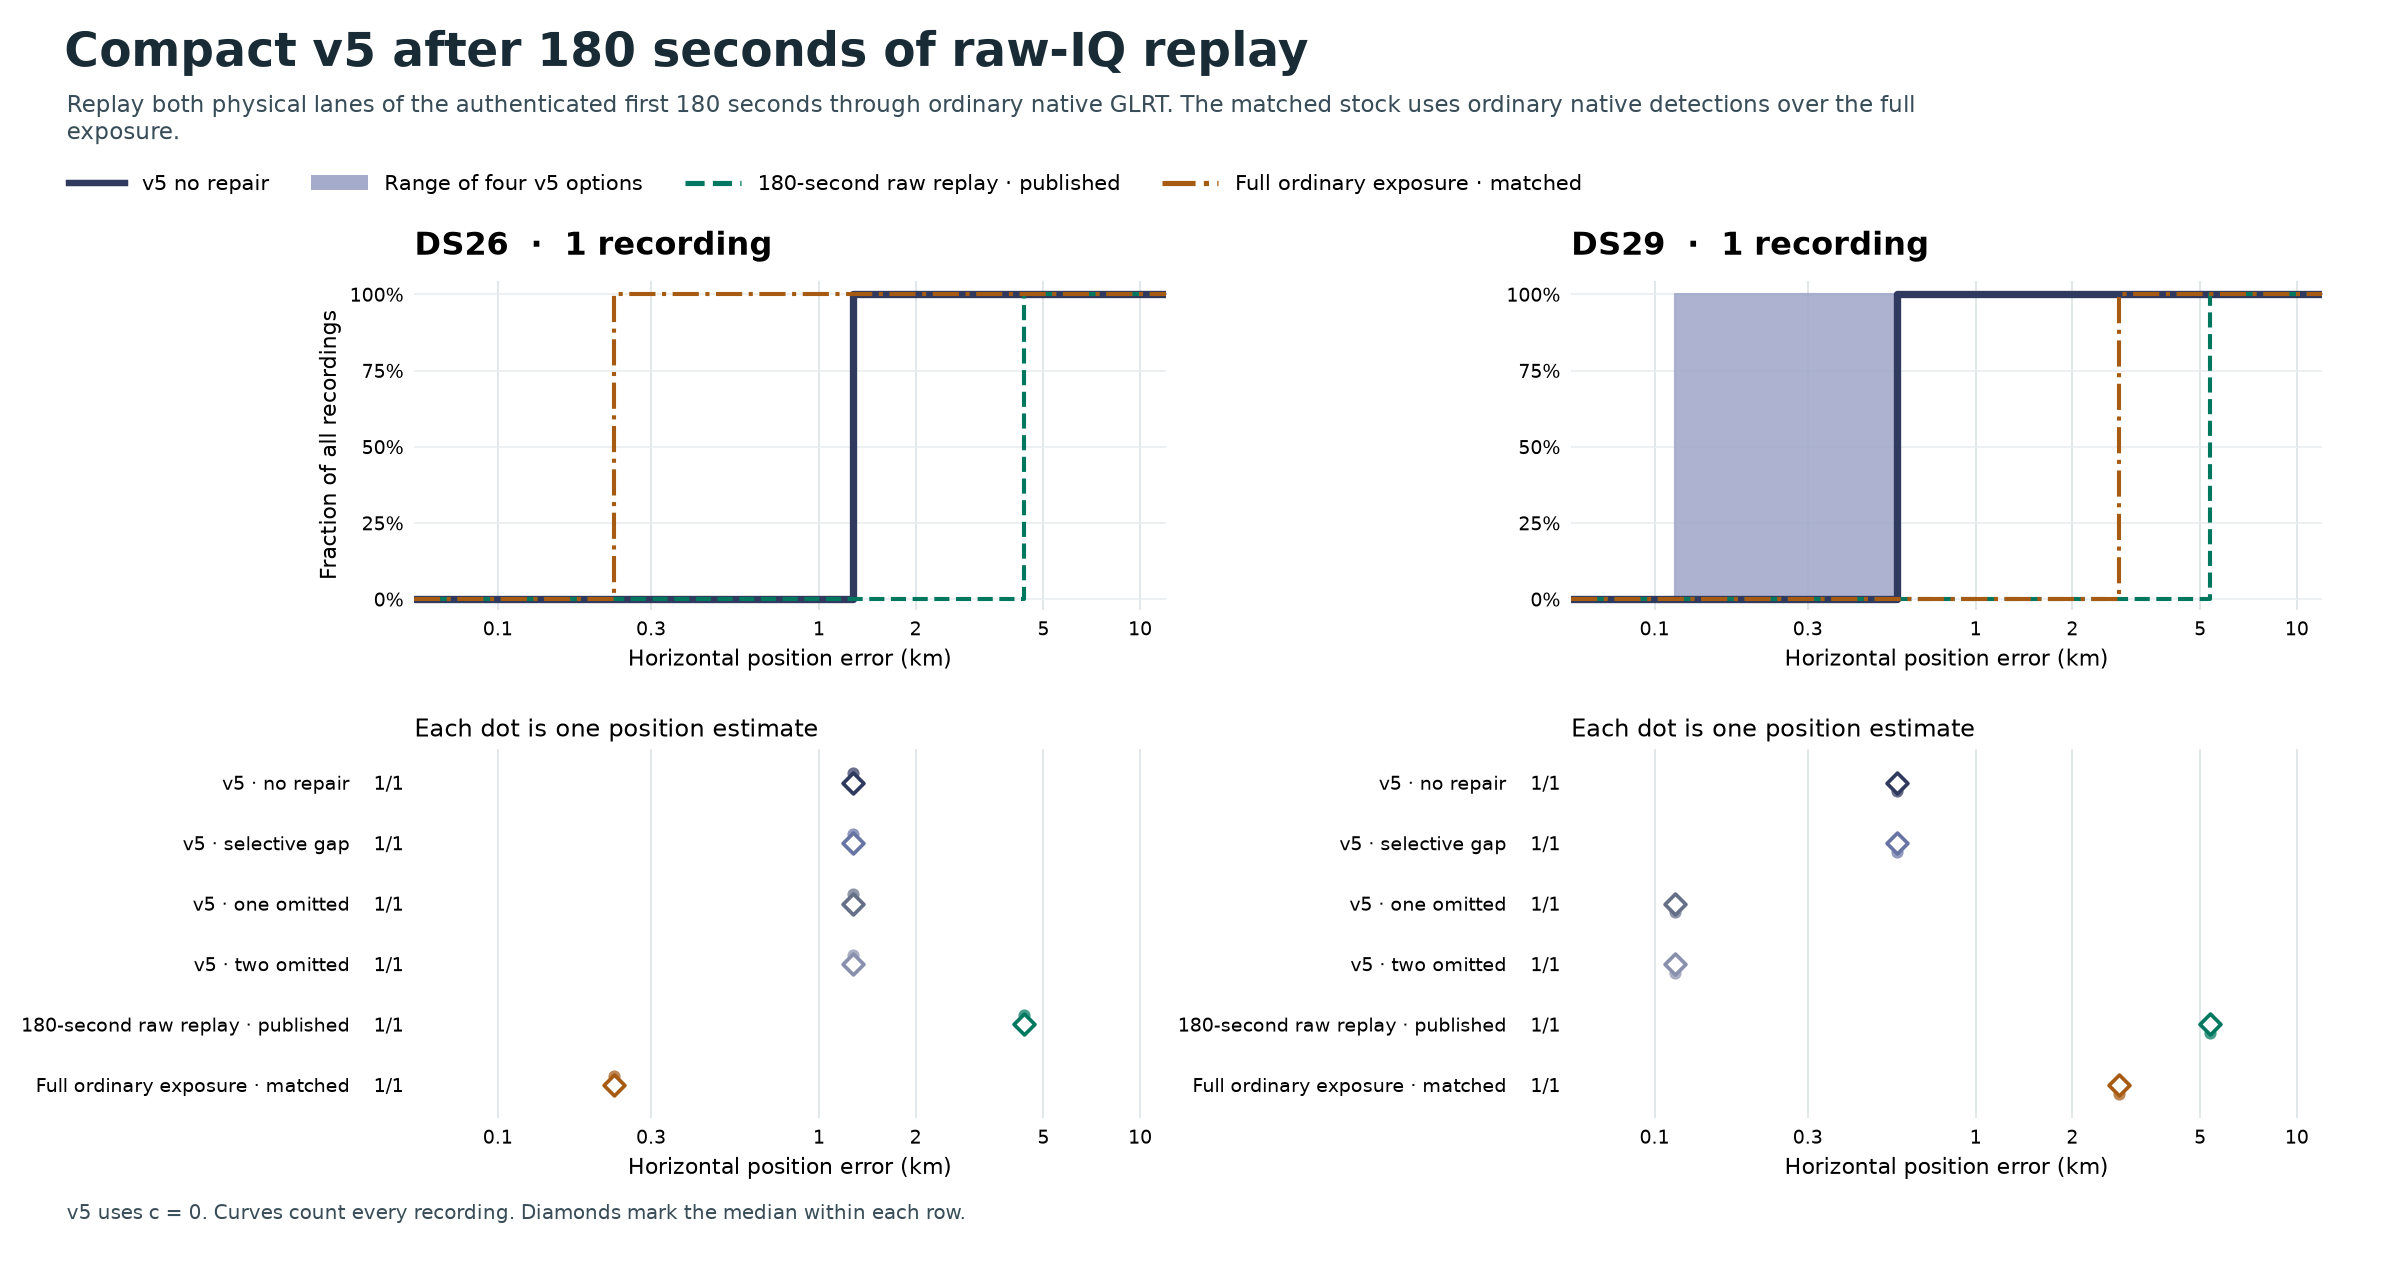 Compact v5 after 180 seconds of raw-IQ replay
Replay both physical lanes of the authenticated first 180 seconds through ordinary native GLRT. The matched stock uses ordinary native detections over the full
exposure.
v5 no repair
Range of four v5 options
180-second raw replay · published
Full ordinary exposure · matched
DS26 · 1 recording
Fraction of all recordings
100%
75%
50%
25%
0%
0.1 0.3 1 2 5 10
Horizontal position error (km)
DS29 · 1 recording
100%
75%
50%
25%
0%
0.1 0.3 1 2 5 10
Horizontal position error (km)
Each dot is one position estimate
v5 · no repair 1/1
v5 · selective gap 1/1
v5 · one omitted 1/1
v5 · two omitted 1/1
180-second raw replay · published 1/1
Full ordinary exposure · matched 1/1
0.1 0.3 1 2 5 10
Horizontal position error (km)
Each dot is one position estimate
v5 · no repair 1/1
v5 · selective gap 1/1
v5 · one omitted 1/1
v5 · two omitted 1/1
180-second raw replay · published 1/1
Full ordinary exposure · matched 1/1
0.1 0.3 1 2 5 10
Horizontal position error (km)
v5 uses c = 0. Curves count every recording. Diamonds mark the median within each row.